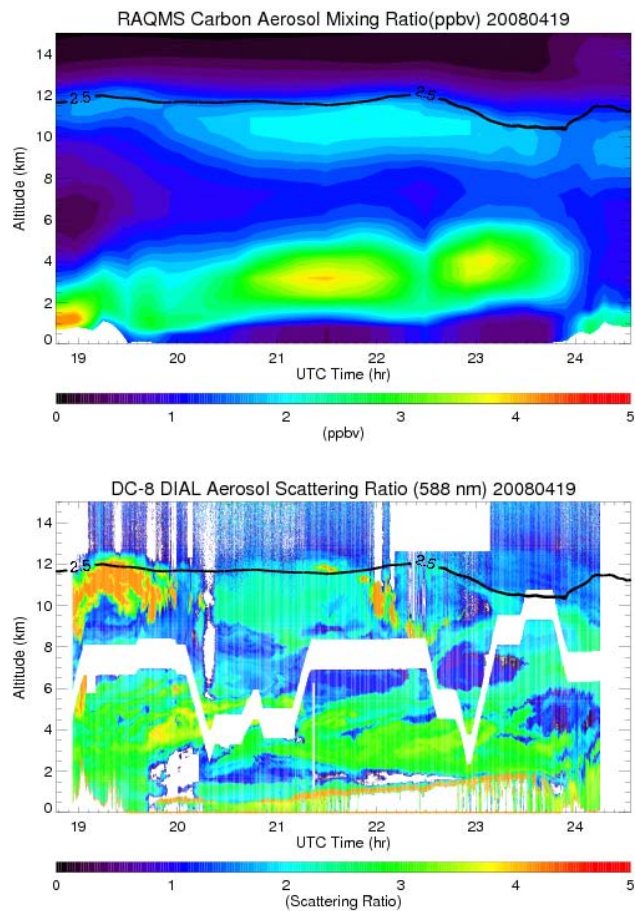 RAQMS Carbon Aerosol Mixing Ratio(ppbv) 20080419
14
12
10
8
6
4
2
0
Altitude (km)
2.5
2.5
19 20 21 22 23 24
UTC Time (hr)
0 1 2 3 4 5
(ppbv)
DC-8 DIAL Aerosol Scattering Ratio (588 nm) 20080419
14
12
10
8
6
4
2
0
Altitude (km)
2.5
2.5
19 20 21 22 23 24
UTC Time (hr)
0 1 2 3 4 5
(Scattering Ratio)